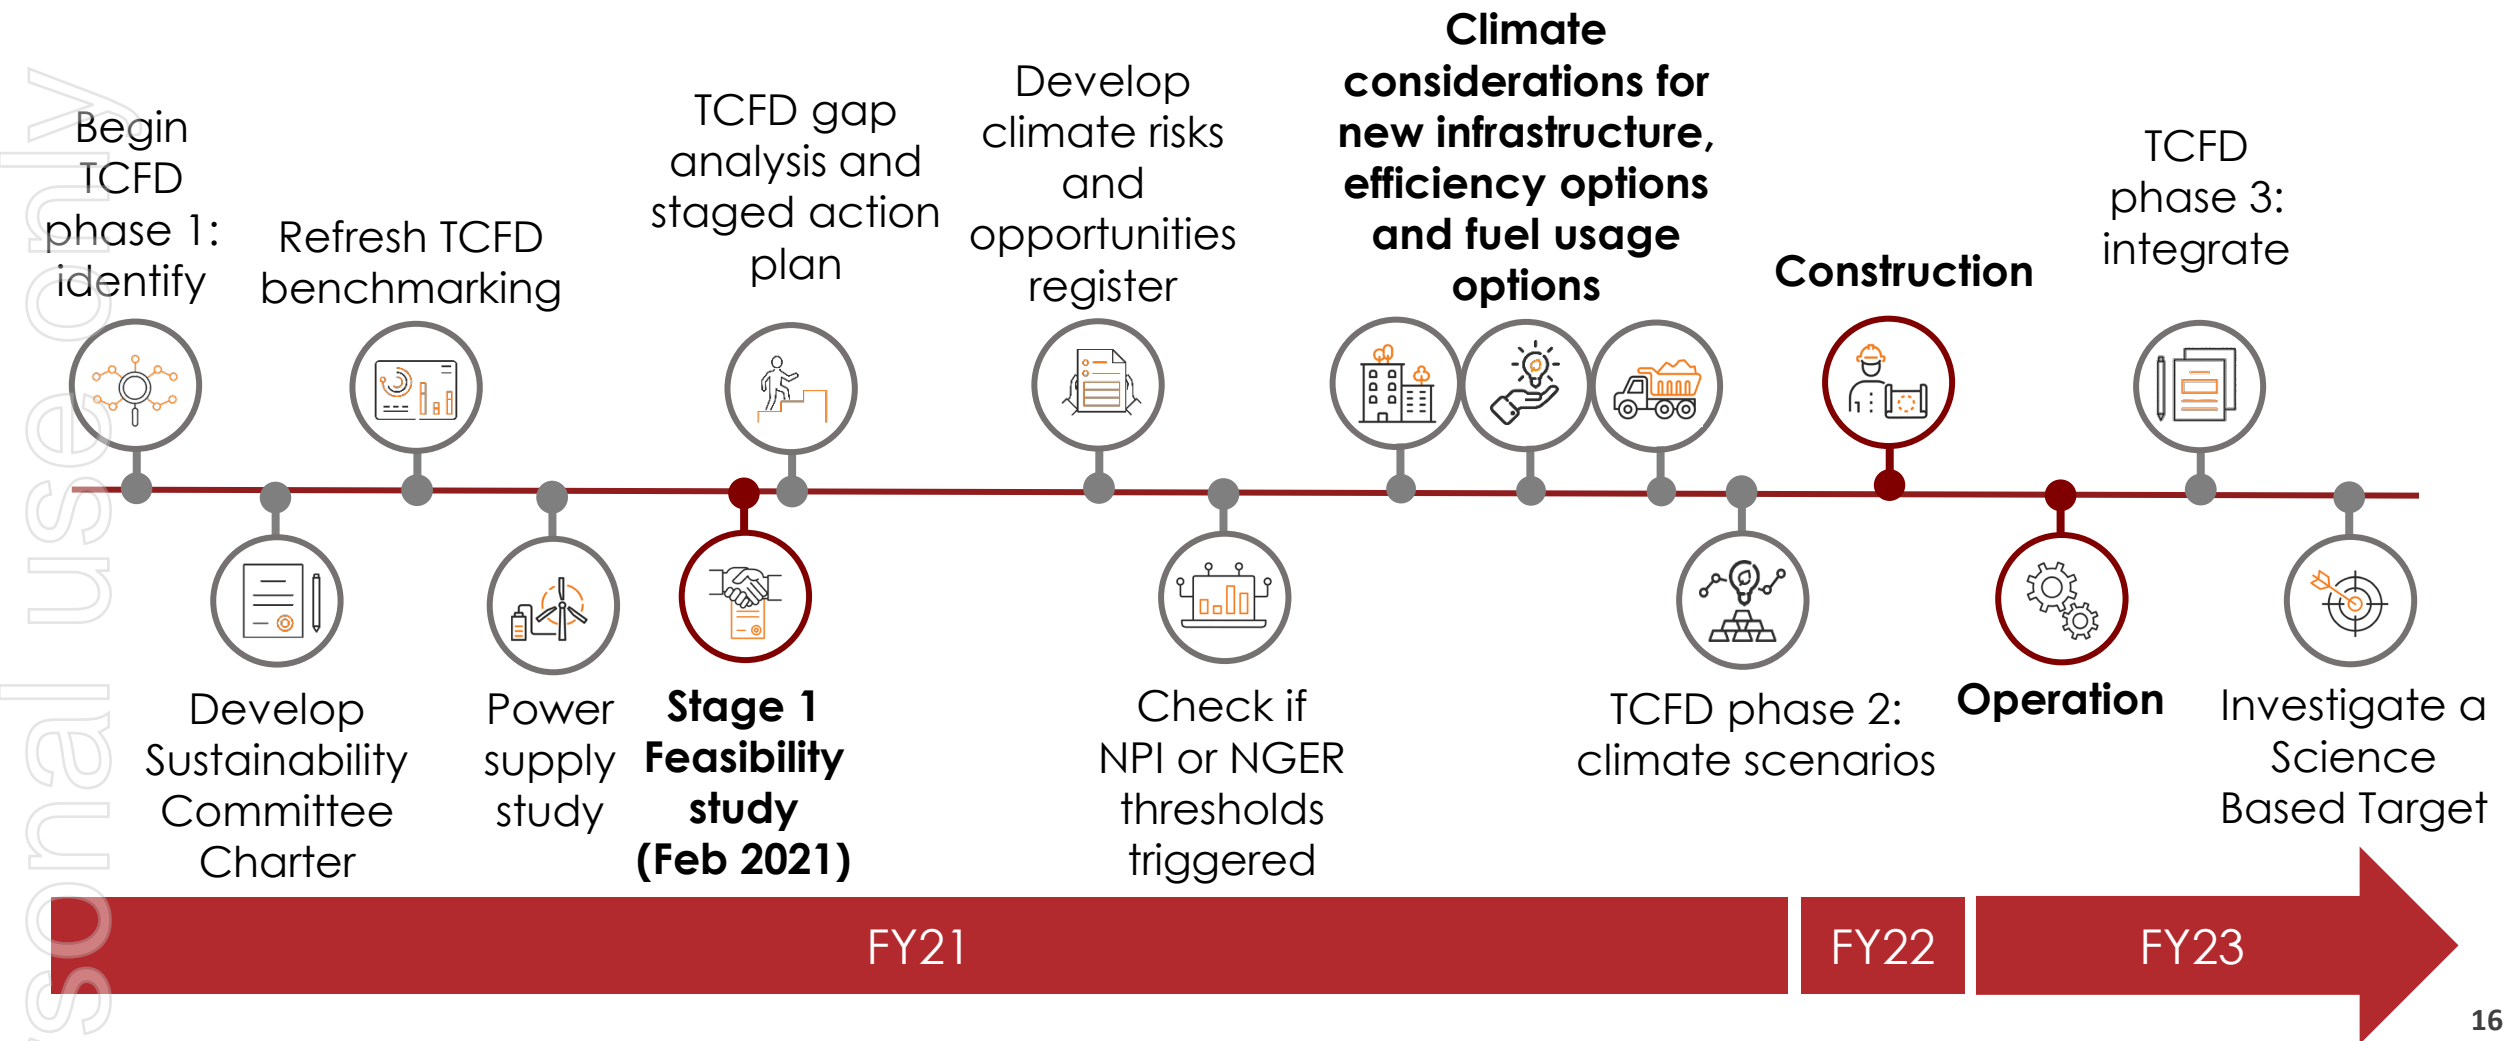 Begin
TCFD
phase 1:
identify
Refresh TCFD
benchmarking
TCFD gap
analysis and
staged action
plan
Develop
climate risks
and
opportunities
register
Climate
considerations for
new infrastructure,
efficiency options
and fuel usage
options
Construction
TCFD
phase 3:
integrate
Develop
Sustainability
Committee
Charter
Power
supply
study
Stage 1
Feasibility
study
(Feb 2021)
Check if
NPI or NGER
thresholds
triggered
TCFD phase 2:
climate scenarios
Operation
Investigate a
Science
Based Target
FY21
FY22
FY23
16
sonal use only